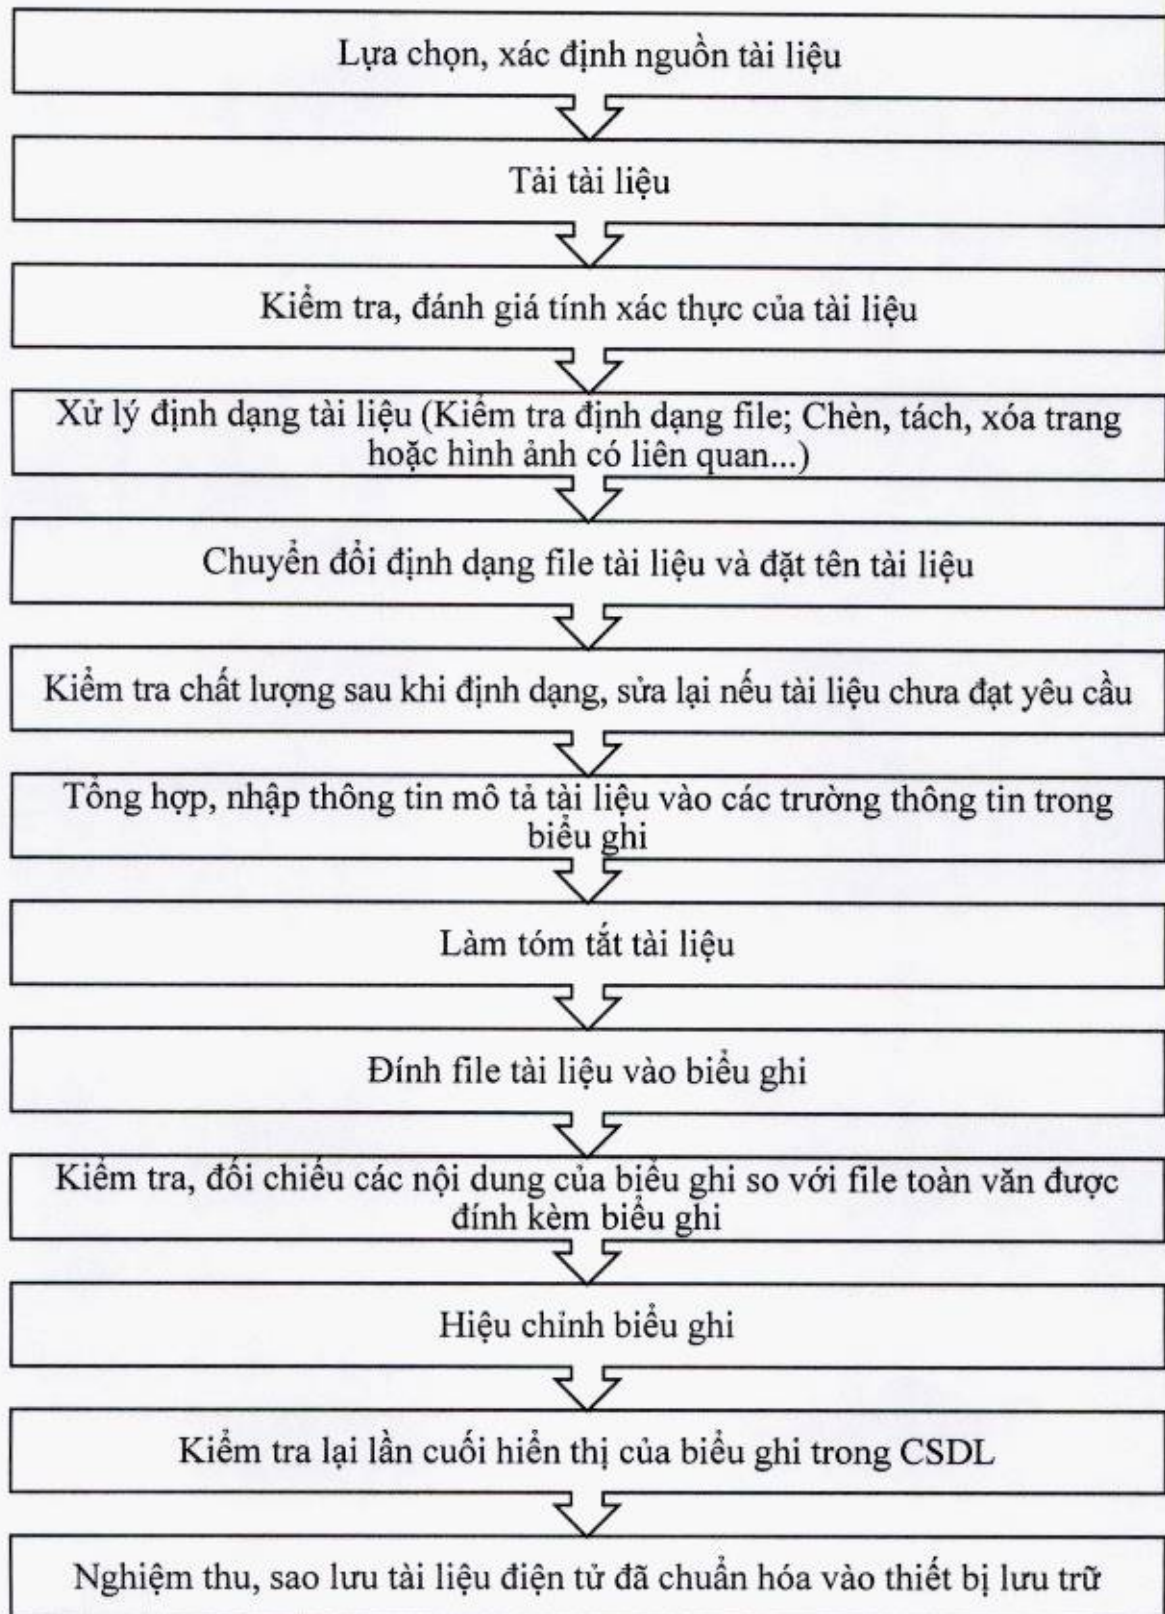 Lựa chọn, xác định nguồn tài liệu
Tải tài liệu
Kiểm tra, đánh giá tính xác thực của tài liệu
Xử lý định dạng tài liệu (Kiểm tra định dạng file; Chèn, tách, xóa trang
hoặc hình ảnh có liên quan...)
Chuyển đổi định dạng file tài liệu và đặt tên tài liệu
Kiểm tra chất lượng sau khi định dạng, sửa lại nếu tài liệu chưa đạt yêu cầu
Tổng hợp, nhập thông tin mô tả tài liệu vào các trường thông tin trong
biểu ghi
Làm tóm tắt tài liệu
Đính file tài liệu vào biểu ghi
Kiểm tra, đối chiếu các nội dung của biểu ghi so với file toàn văn được
đính kèm biểu ghi
Hiệu chỉnh biểu ghi
Kiểm tra lại lần cuối hiển thị của biểu ghi trong CSDL
Nghiệm thu, sao lưu tài liệu điện tử đã chuẩn hóa vào thiết bị lưu trữ